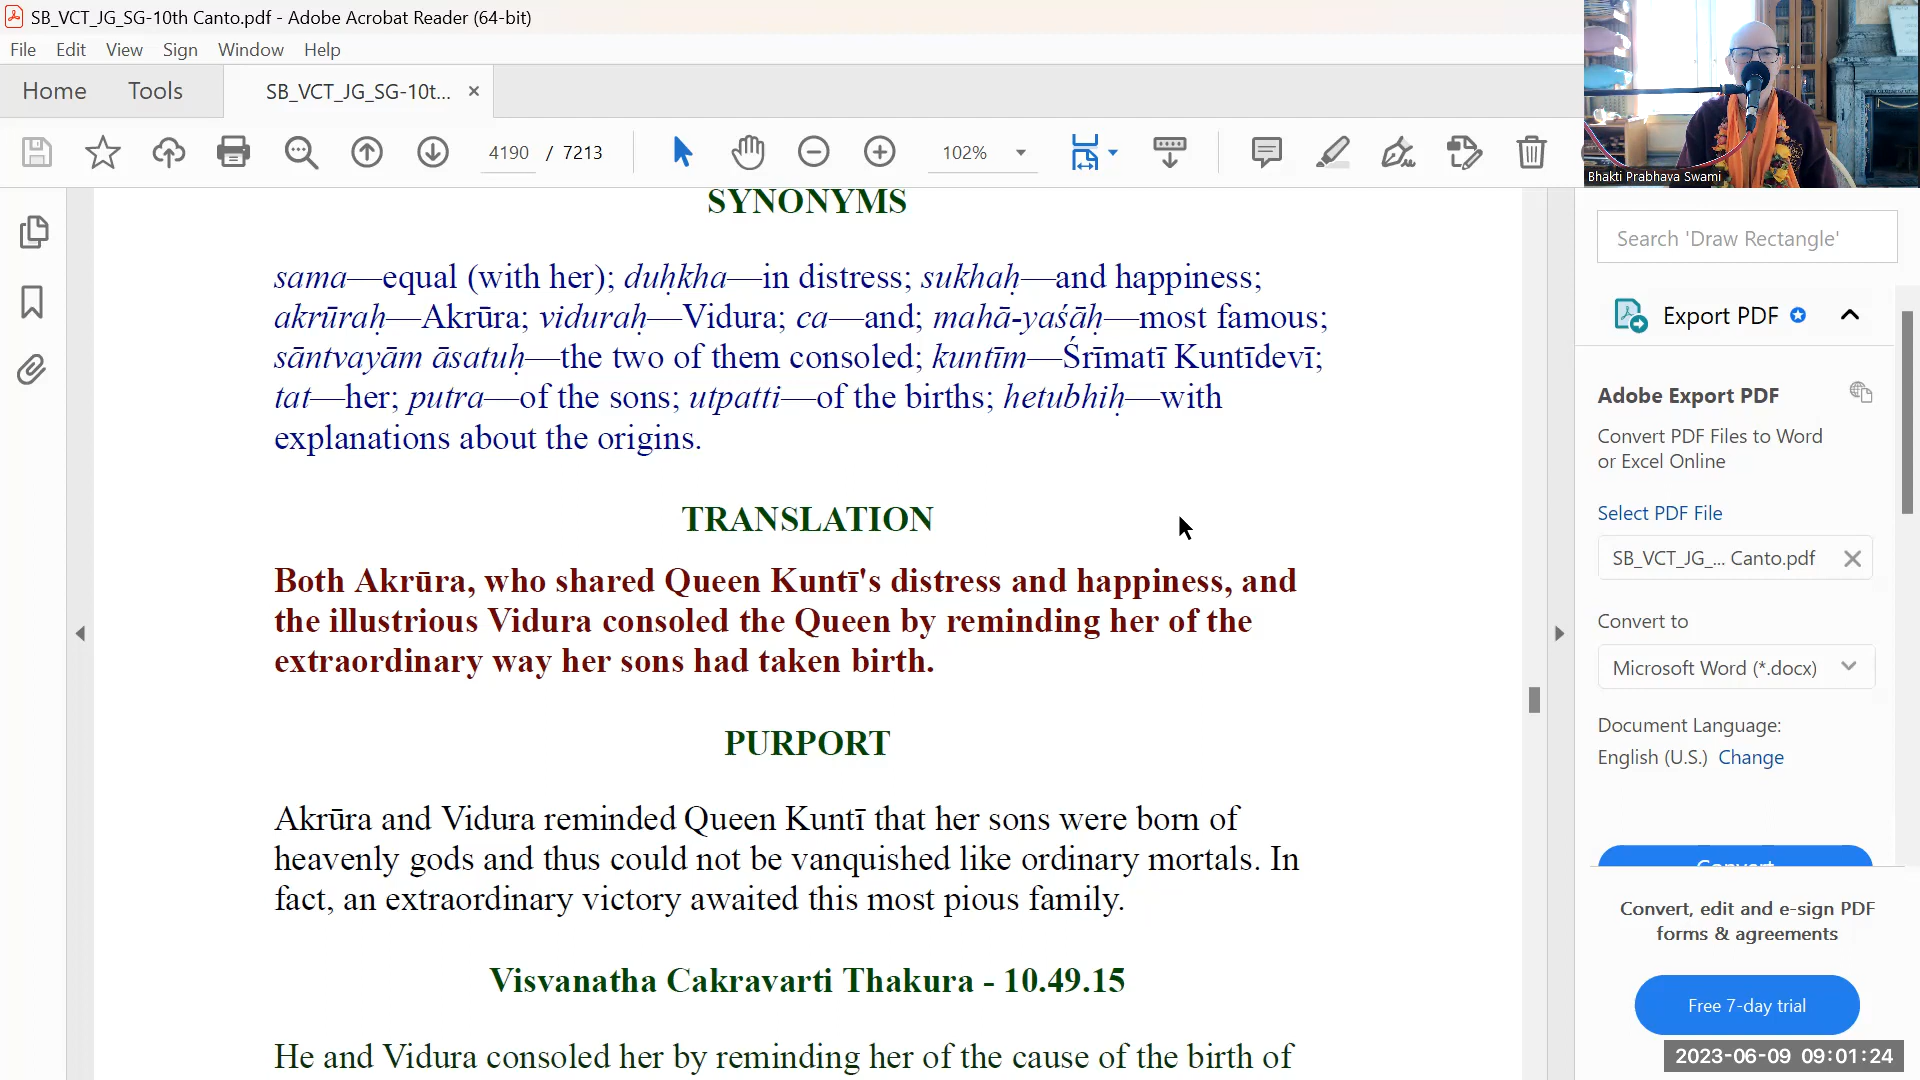 SB_VCT_JG_SG-10th Canto.pdf - Adobe Acrobat Reader (64-bit)
File Edit View Sign Window Help
Home Tools SB_VCT_JG_SG-10t... ×
4190 / 7213 102%
Bhakti Prabhava Swami
SYNONYMS
sama—equal (with her); duḥkha—in distress; sukhaḥ—and happiness;
akrūraḥ—Akrūra; viduraḥ—Vidura; ca—and; mahā-yaśāḥ—most famous;
sāntvayām āsatuḥ—the two of them consoled; kuntīm—Śrīmatī Kuntīdevī;
tat—her; putra—of the sons; utpatti—of the births; hetubhiḥ—with
explanations about the origins.
TRANSLATION
Both Akrūra, who shared Queen Kuntī's distress and happiness, and
the illustrious Vidura consoled the Queen by reminding her of the
extraordinary way her sons had taken birth.
PURPORT
Akrūra and Vidura reminded Queen Kuntī that her sons were born of
heavenly gods and thus could not be vanquished like ordinary mortals. In
fact, an extraordinary victory awaited this most pious family.
Visvanatha Cakravarti Thakura - 10.49.15
He and Vidura consoled her by reminding her of the cause of the birth of
Search 'Draw Rectangle'
Export PDF
Adobe Export PDF
Convert PDF Files to Word
or Excel Online
Select PDF File
SB_VCT_JG_... Canto.pdf
Convert to
Microsoft Word (*.docx)
Document Language:
English (U.S.) Change
Convert
Convert, edit and e-sign PDF
forms & agreements
Free 7-day trial
2023-06-09 09:01:24